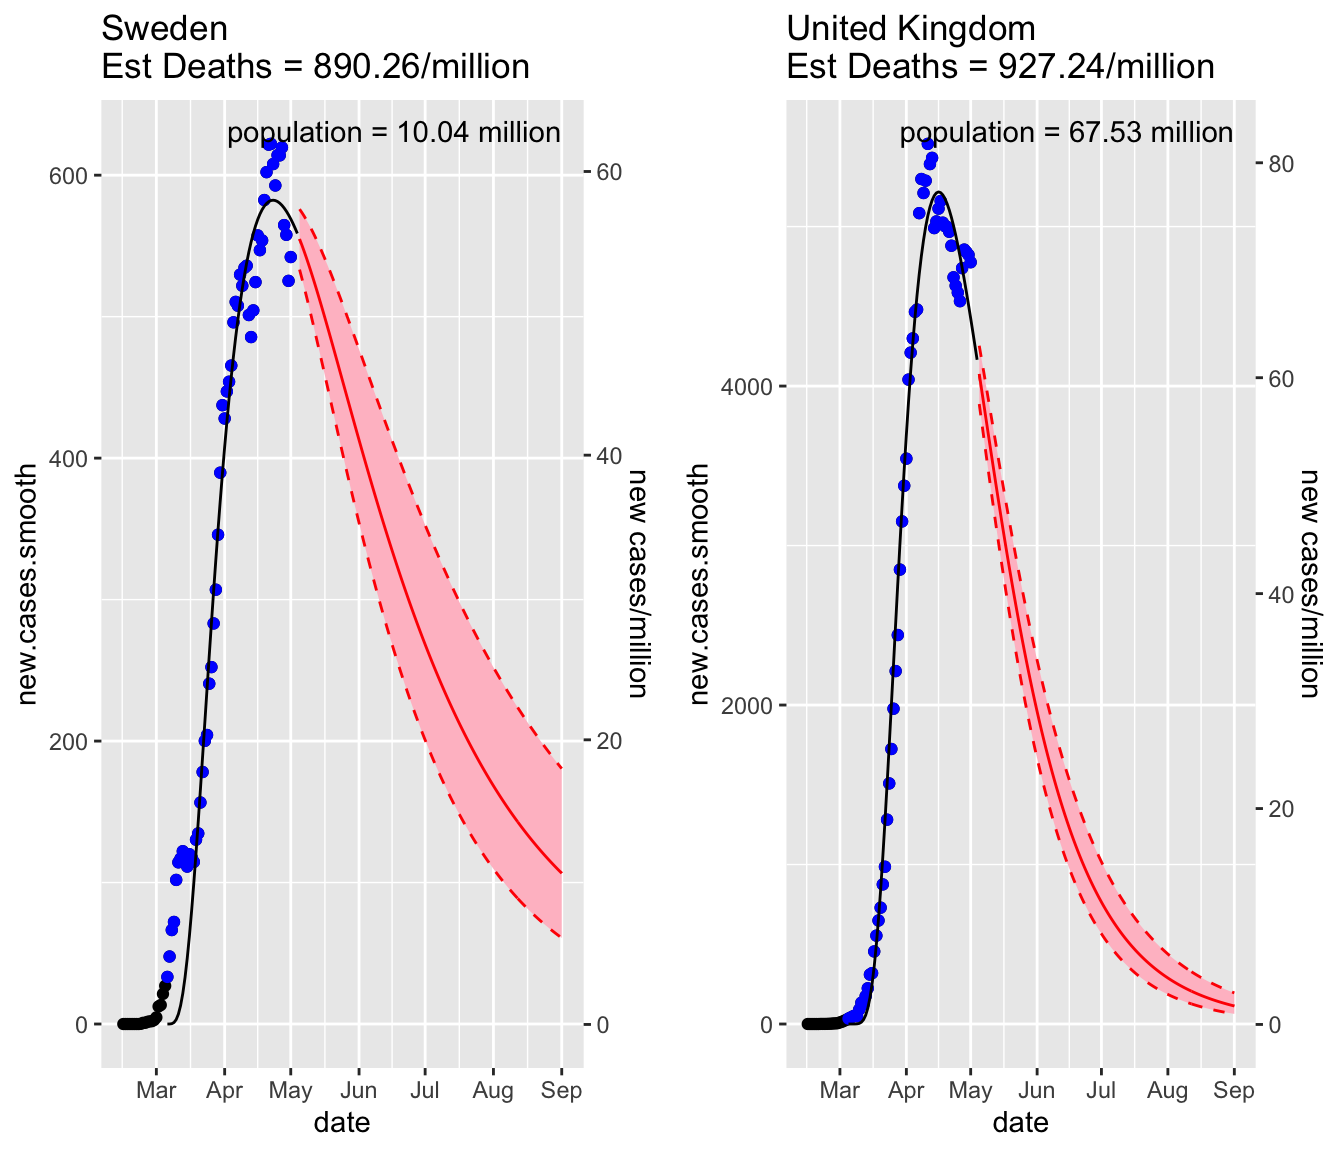 Sweden
Est Deaths = 890.26/million
population = 10.04 million
600
400
200
0
60
40
20
0
new.cases.smooth
new cases/million
Mar Apr May Jun Jul Aug Sep
date
United Kingdom
Est Deaths = 927.24/million
population = 67.53 million
4000
2000
0
80
60
40
20
0
new.cases.smooth
new cases/million
Mar Apr May Jun Jul Aug Sep
date